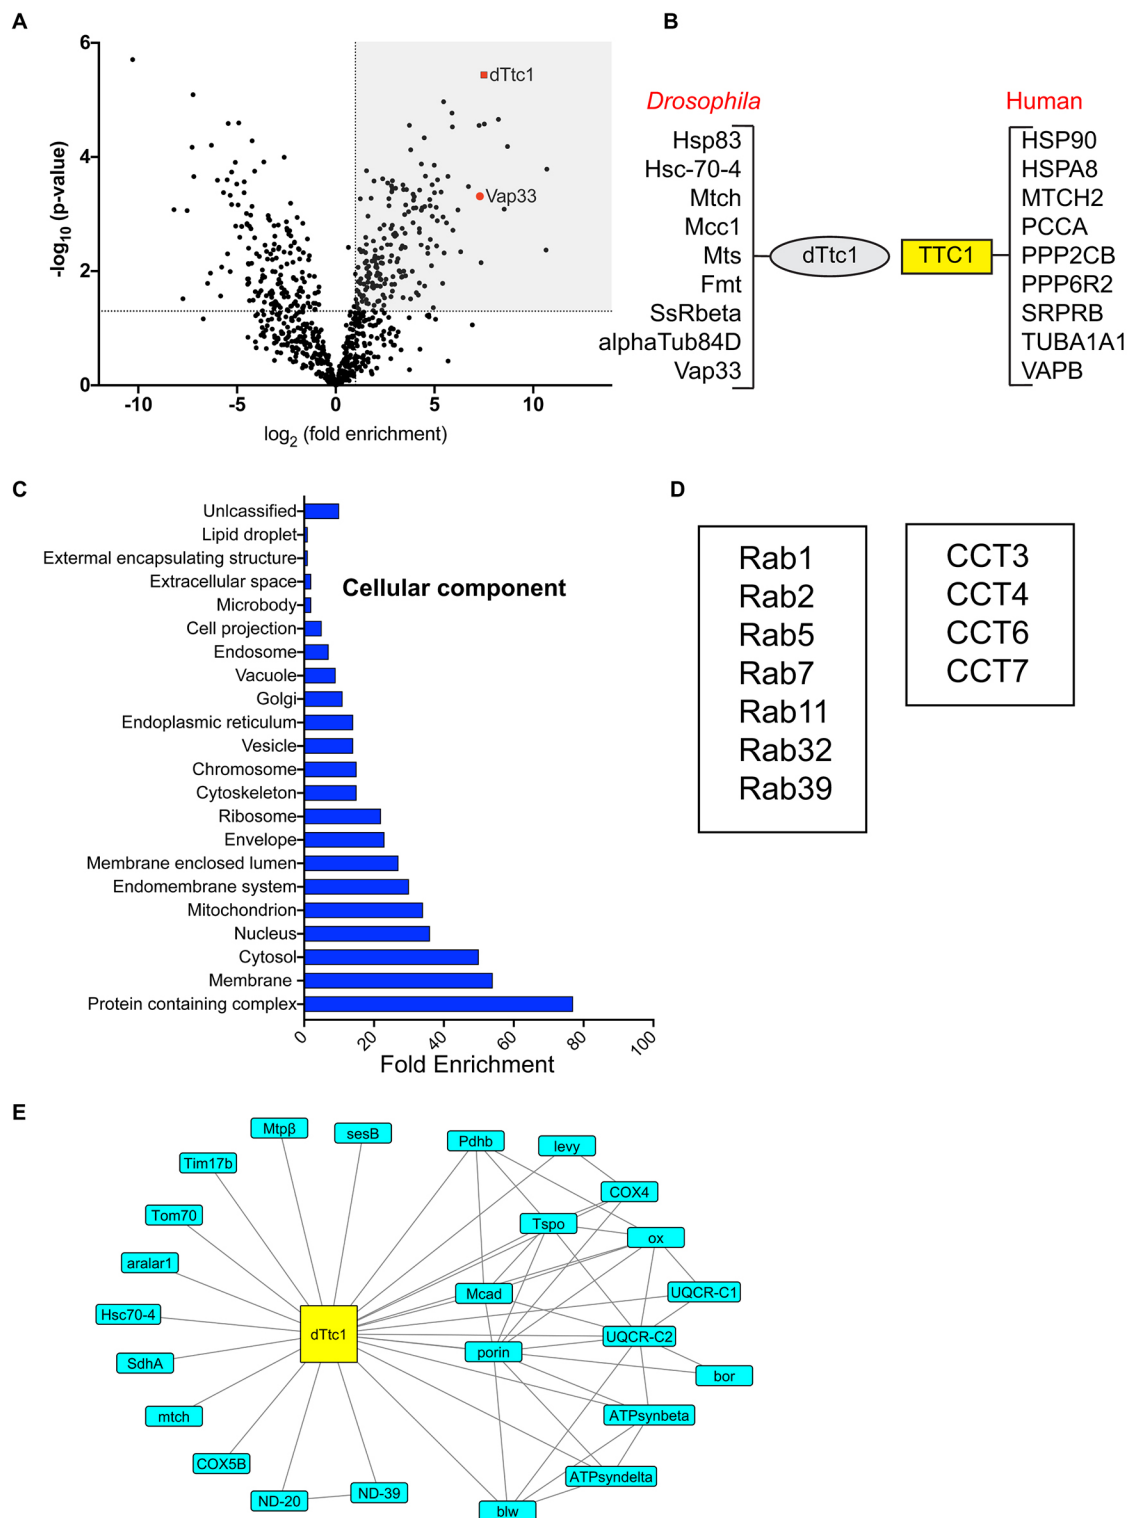 A
6
4
2
0
-10
-5
0
5
10
-log10 (p-value)
log2 (fold enrichment)
dTtc1
Vap33
B
Drosophila
Human
Hsp83
Hsc-70-4
Mtch
Mcc1
Mts
Fmt
SsRbeta
alphaTub84D
Vap33
dTtc1
TTC1
HSP90
HSPA8
MTCH2
PCCA
PPP2CB
PPP6R2
SRPRB
TUBA1A1
VAPB
C
Cellular component
Unlcassified
Lipid droplet
Extermal encapsulating structure
Extracellular space
Microbody
Cell projection
Endosome
Vacuole
Golgi
Endoplasmic reticulum
Vesicle
Chromosome
Cytoskeleton
Ribosome
Envelope
Membrane enclosed lumen
Endomembrane system
Mitochondrion
Nucleus
Cytosol
Membrane
Protein containing complex
0
20
40
60
80
100
Fold Enrichment
D
Rab1
Rab2
Rab5
Rab7
Rab11
Rab32
Rab39
CCT3
CCT4
CCT6
CCT7
E
Mtpβ
sesB
Pdhb
levy
Tim17b
COX4
Tom70
Tspo
ox
aralar1
Mcad
UQCR-C1
Hsc70-4
dTtc1
UQCR-C2
SdhA
porin
bor
mtch
ATPsynbeta
COX5B
ATPsyndelta
ND-20
ND-39
blw